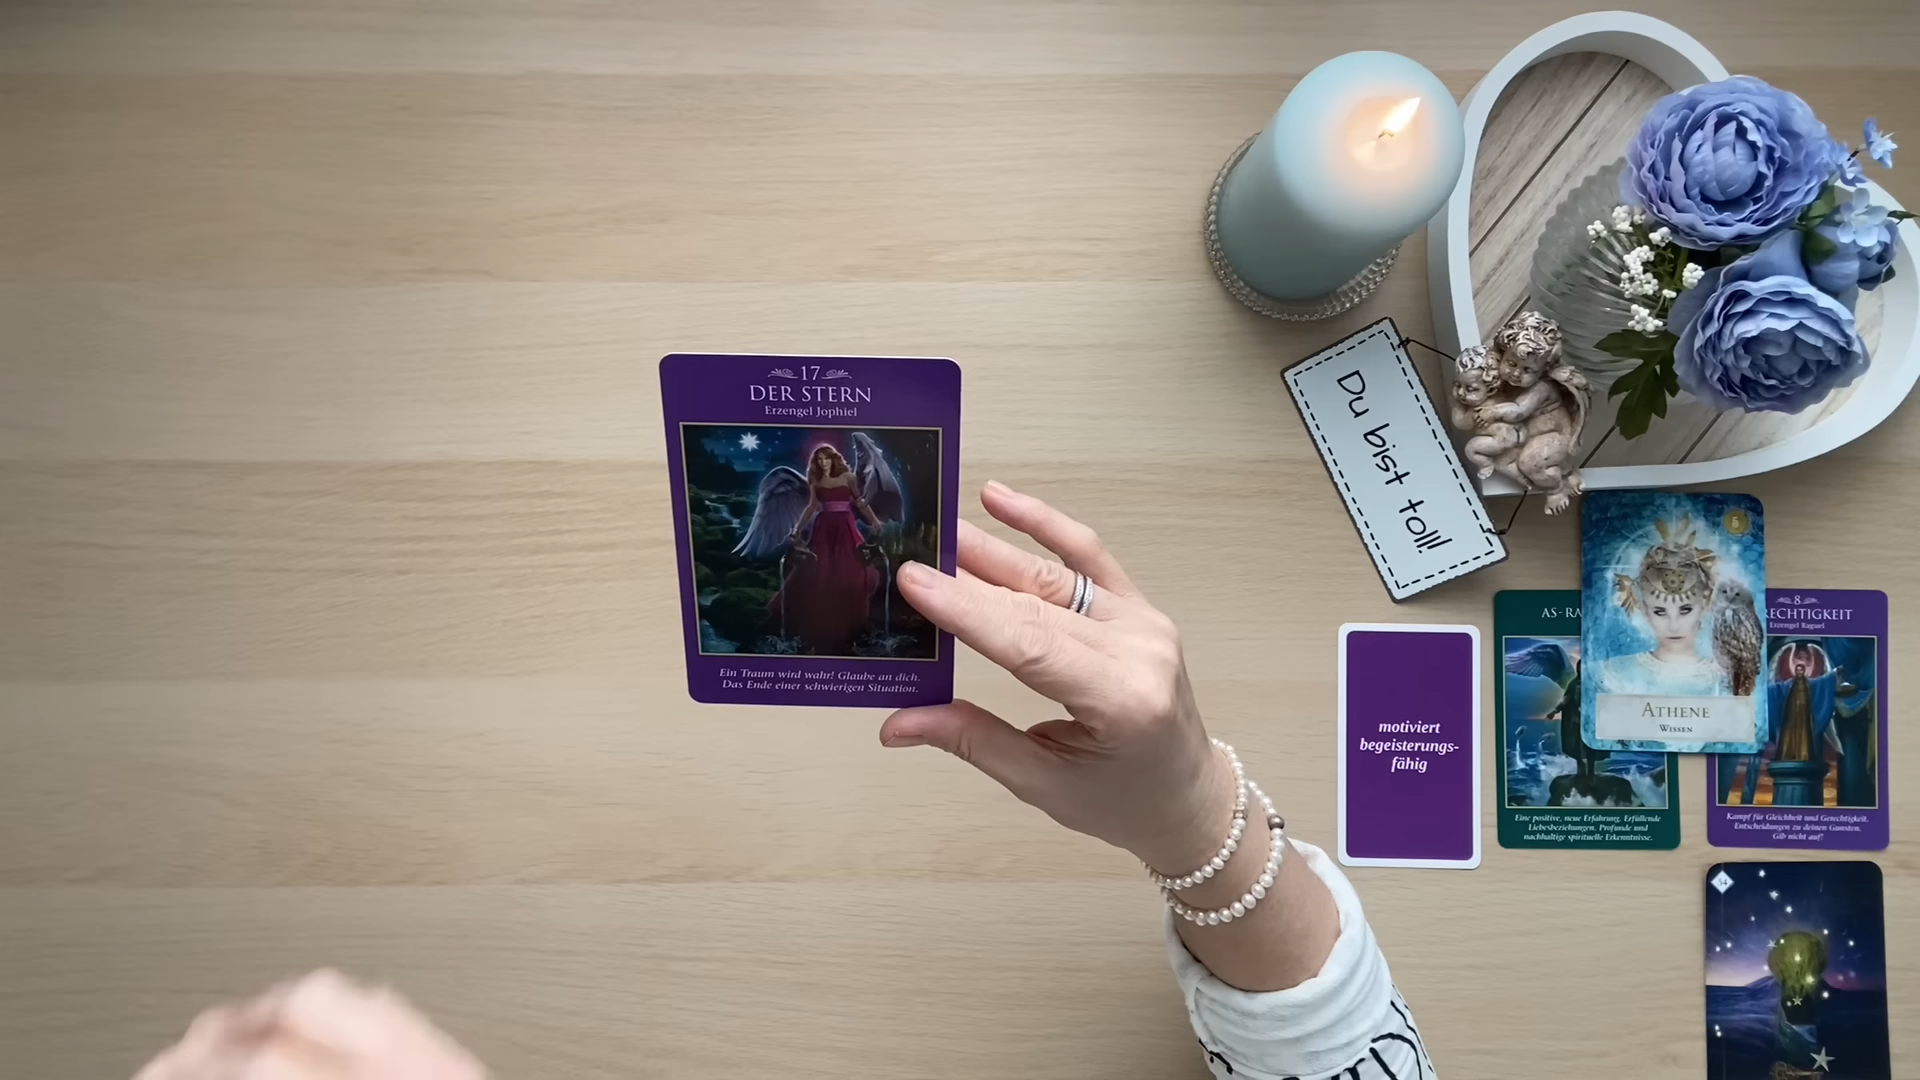 17
DER STERN
Erzengel Jophiel
Ein Traum wird wahr! Glaube an dich.
Das Ende einer schwierigen Situation.
Du bist toll!
motiviert
begeisterungs-
fähig
AS-RA
Eine positive, neue Erfahrung. Erfüllende
Liebesbeziehungen. Profunde und
nachhaltige spirituelle Erkenntnisse.
5
ATHENE
WISSEN
8
RECHTIGKEIT
Erzengel Raguel
Kampf für Gleichheit und Gerechtigkeit.
Entscheidungen zu deinen Gunsten.
Gib nicht auf!
34